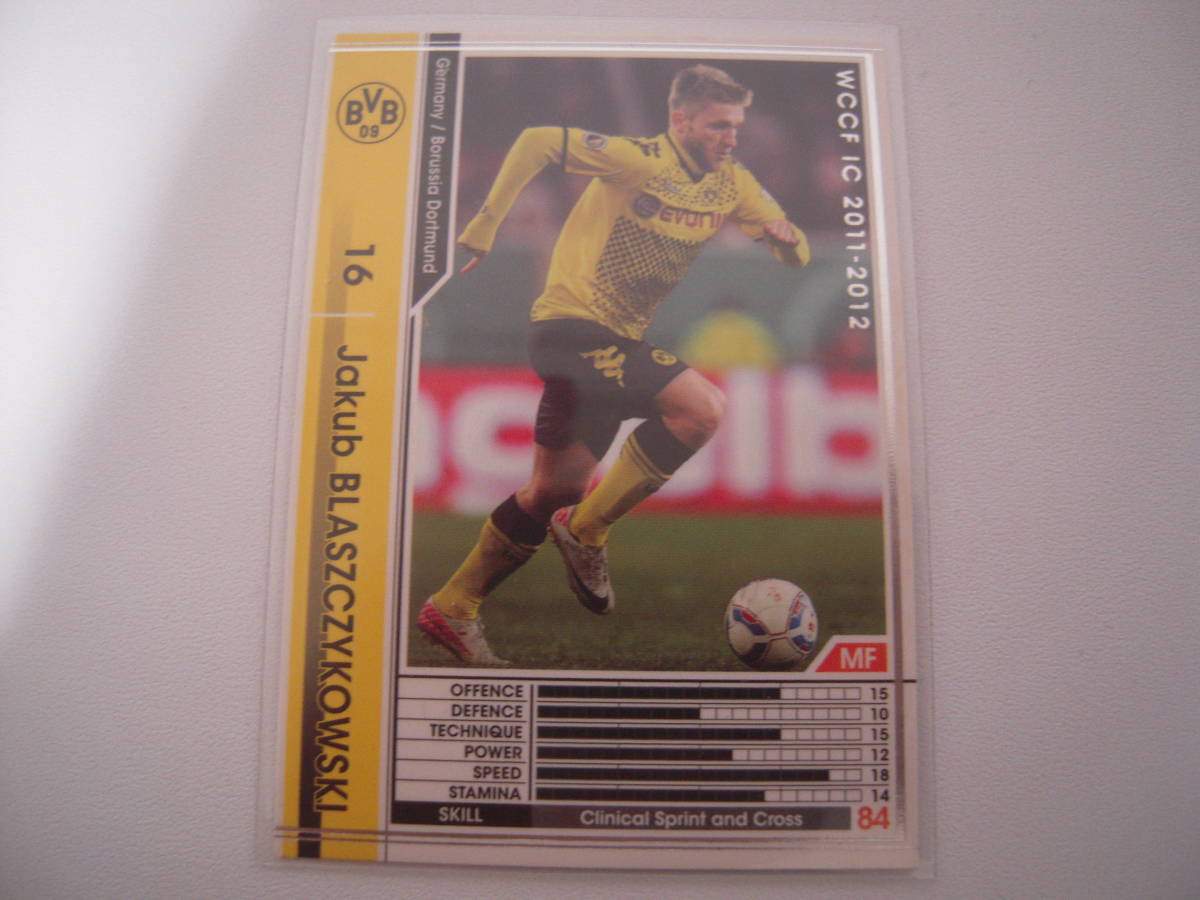 BVB
09
Germany / Borussia Dortmund
WCCF IC 2011-2012
16
Jakub BLASZCZYKOWSKI
EVONI
MF
OFFENCE 15
DEFENCE 10
TECHNIQUE 15
POWER 12
SPEED 18
STAMINA 14
SKILL Clinical Sprint and Cross 84